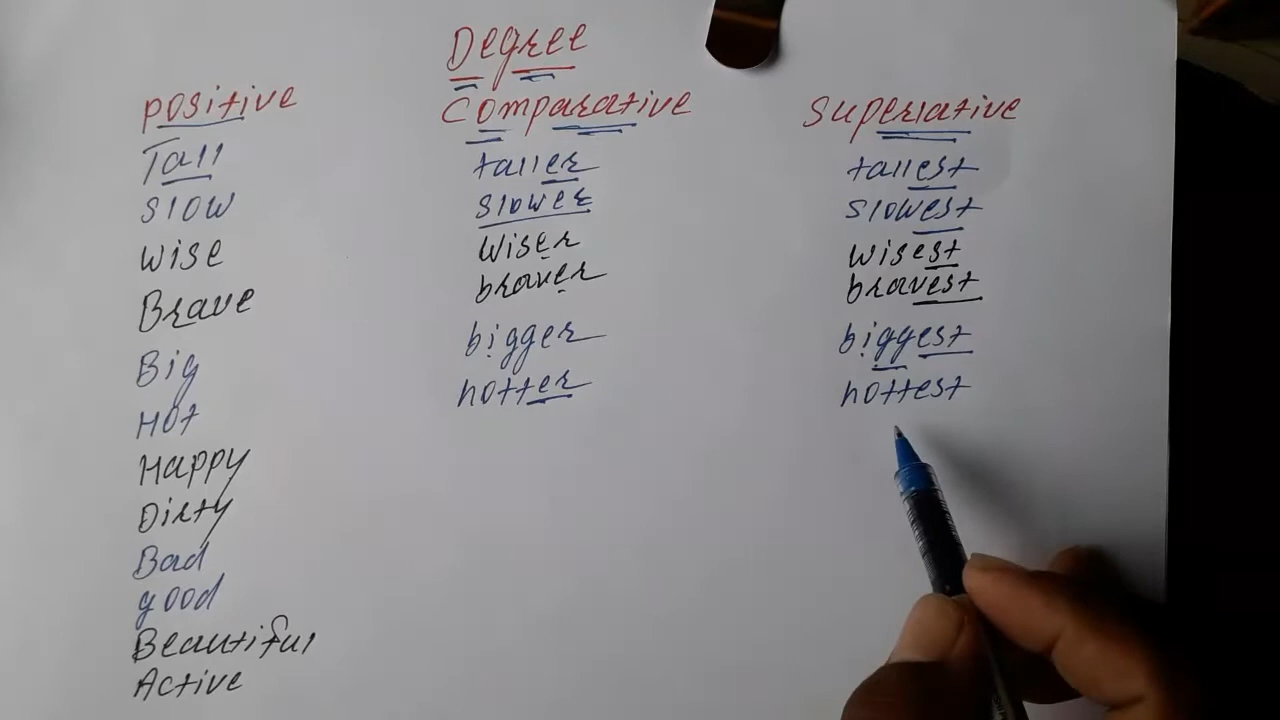 Degree
Positive Comparative Superlative
Tall taller tallest
Slow slower slowest
Wise wiser wisest
Brave braver bravest
Big bigger biggest
Hot hotter hottest
Happy
Dirty
Bad
good
Beautiful
Active